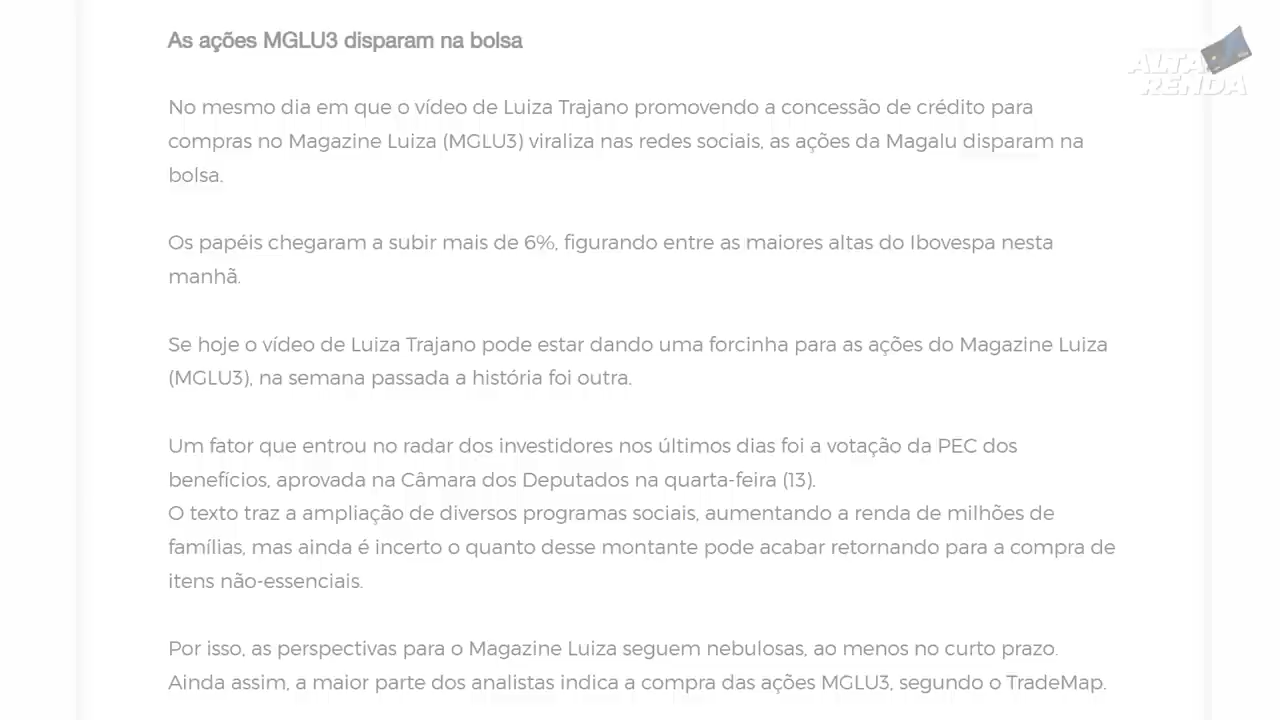 As ações MGLU3 disparam na bolsa
ALTA
RENDA
No mesmo dia em que o vídeo de Luiza Trajano promovendo a concessão de crédito para
compras no Magazine Luiza (MGLU3) viraliza nas redes sociais, as ações da Magalu disparam na
bolsa.
Os papéis chegaram a subir mais de 6%, figurando entre as maiores altas do Ibovespa nesta
manhã.
Se hoje o vídeo de Luiza Trajano pode estar dando uma forcinha para as ações do Magazine Luiza
(MGLU3), na semana passada a história foi outra.
Um fator que entrou no radar dos investidores nos últimos dias foi a votação da PEC dos
benefícios, aprovada na Câmara dos Deputados na quarta-feira (13).
O texto traz a ampliação de diversos programas sociais, aumentando a renda de milhões de
famílias, mas ainda é incerto o quanto desse montante pode acabar retornando para a compra de
itens não-essenciais.
Por isso, as perspectivas para o Magazine Luiza seguem nebulosas, ao menos no curto prazo.
Ainda assim, a maior parte dos analistas indica a compra das ações MGLU3, segundo o TradeMap.